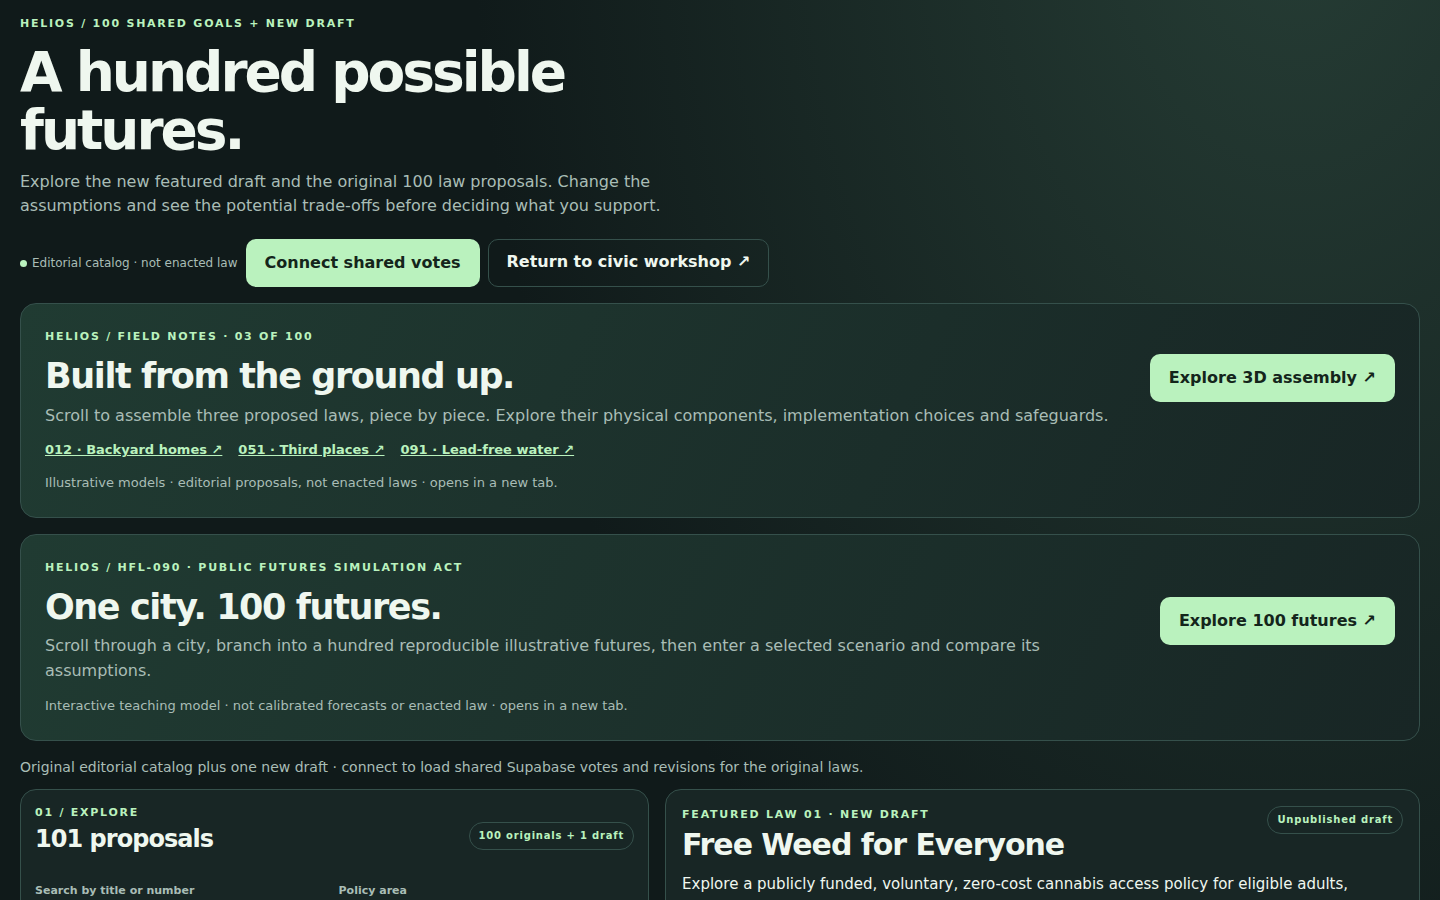 HELIOS / 100 SHARED GOALS + NEW DRAFT
A hundred possible
futures.
Explore the new featured draft and the original 100 law proposals. Change the
assumptions and see the potential trade-offs before deciding what you support.
Editorial catalog · not enacted law
Connect shared votes
Return to civic workshop ↗
HELIOS / FIELD NOTES · 03 OF 100
Built from the ground up.
Scroll to assemble three proposed laws, piece by piece. Explore their physical components, implementation choices and safeguards.
012 · Backyard homes ↗ 051 · Third places ↗ 091 · Lead-free water ↗
Illustrative models · editorial proposals, not enacted laws · opens in a new tab.
Explore 3D assembly ↗
HELIOS / HFL-090 · PUBLIC FUTURES SIMULATION ACT
One city. 100 futures.
Scroll through a city, branch into a hundred reproducible illustrative futures, then enter a selected scenario and compare its
assumptions.
Interactive teaching model · not calibrated forecasts or enacted law · opens in a new tab.
Explore 100 futures ↗
Original editorial catalog plus one new draft · connect to load shared Supabase votes and revisions for the original laws.
01 / EXPLORE
101 proposals
100 originals + 1 draft
Search by title or number
Policy area
FEATURED LAW 01 · NEW DRAFT
Unpublished draft
Free Weed for Everyone
Explore a publicly funded, voluntary, zero-cost cannabis access policy for eligible adults,